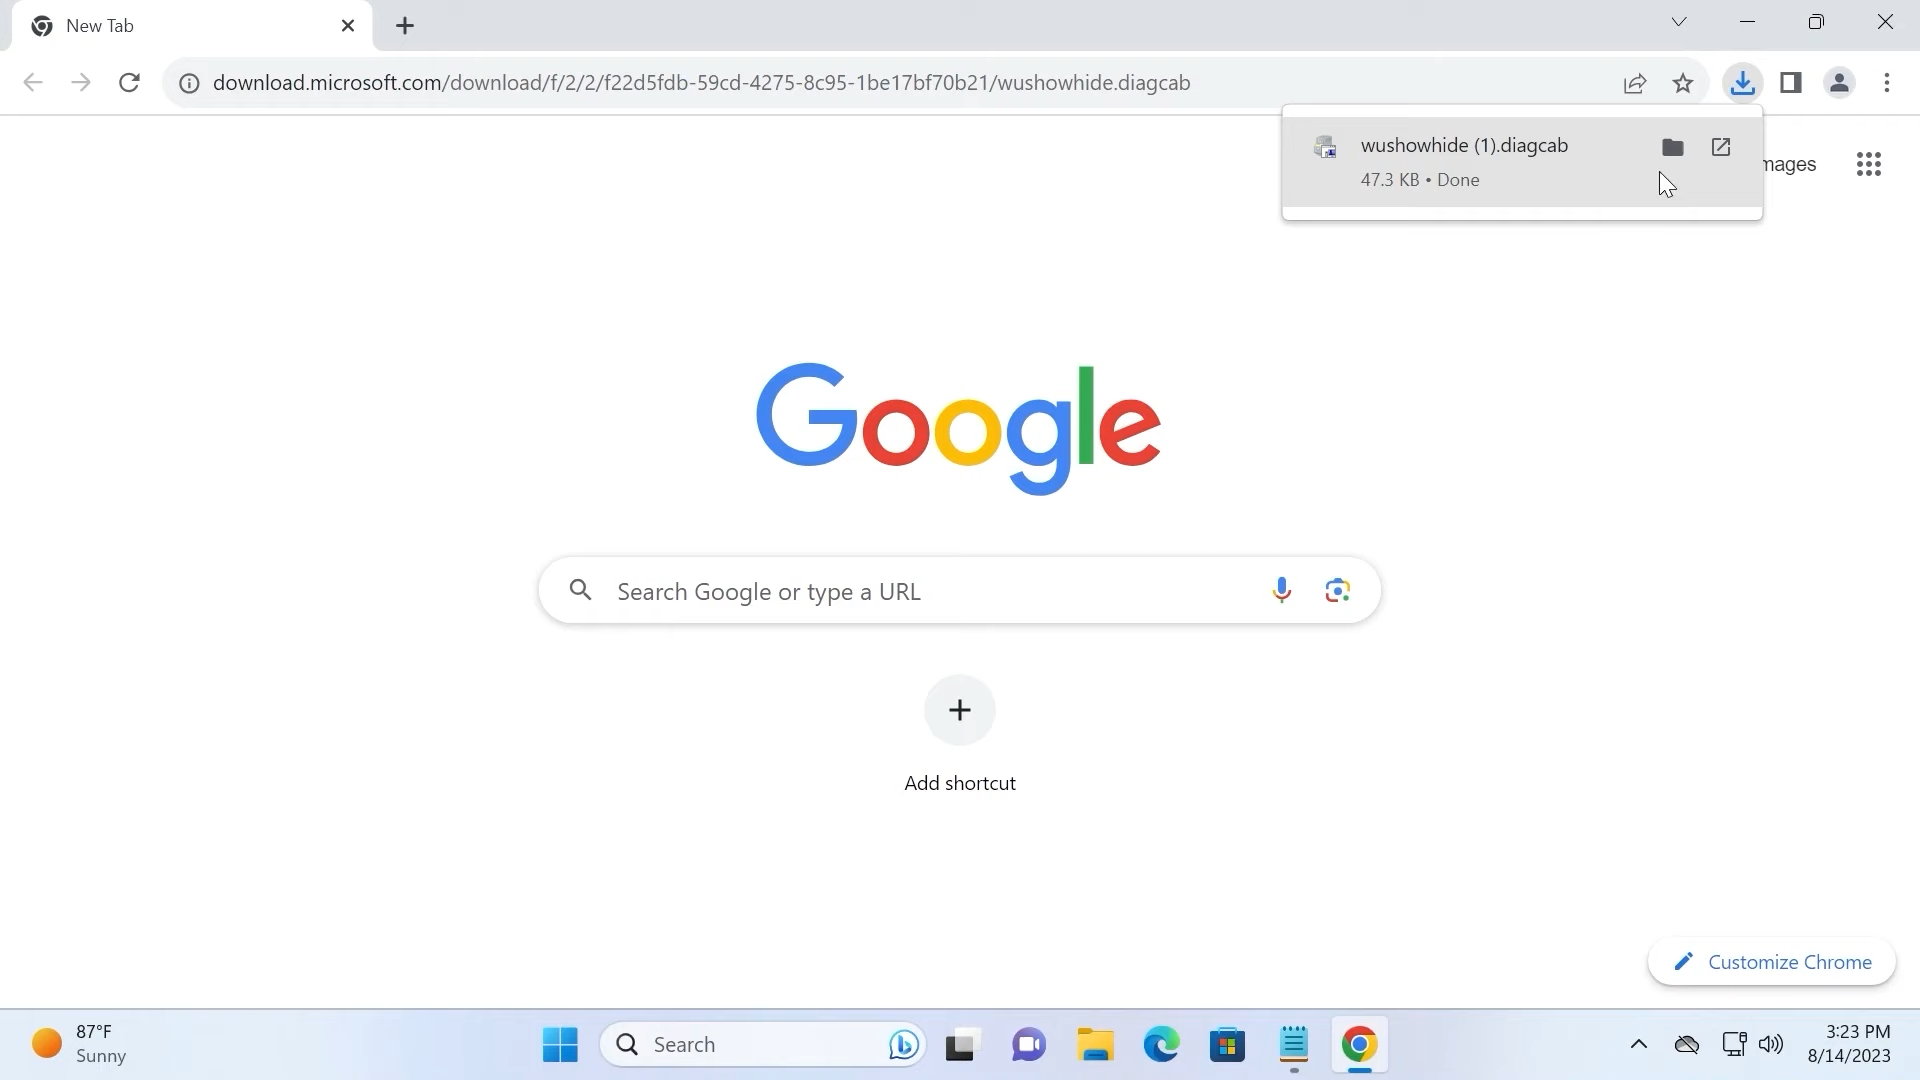 New Tab
download.microsoft.com/download/f/2/2/f22d5fdb-59cd-4275-8c95-1be17bf70b21/wushowhide.diagcab
wushowhide (1).diagcab
47.3 KB • Done
mages
Google
Search Google or type a URL
Add shortcut
Customize Chrome
87°F
Sunny
Search
3:23 PM
8/14/2023